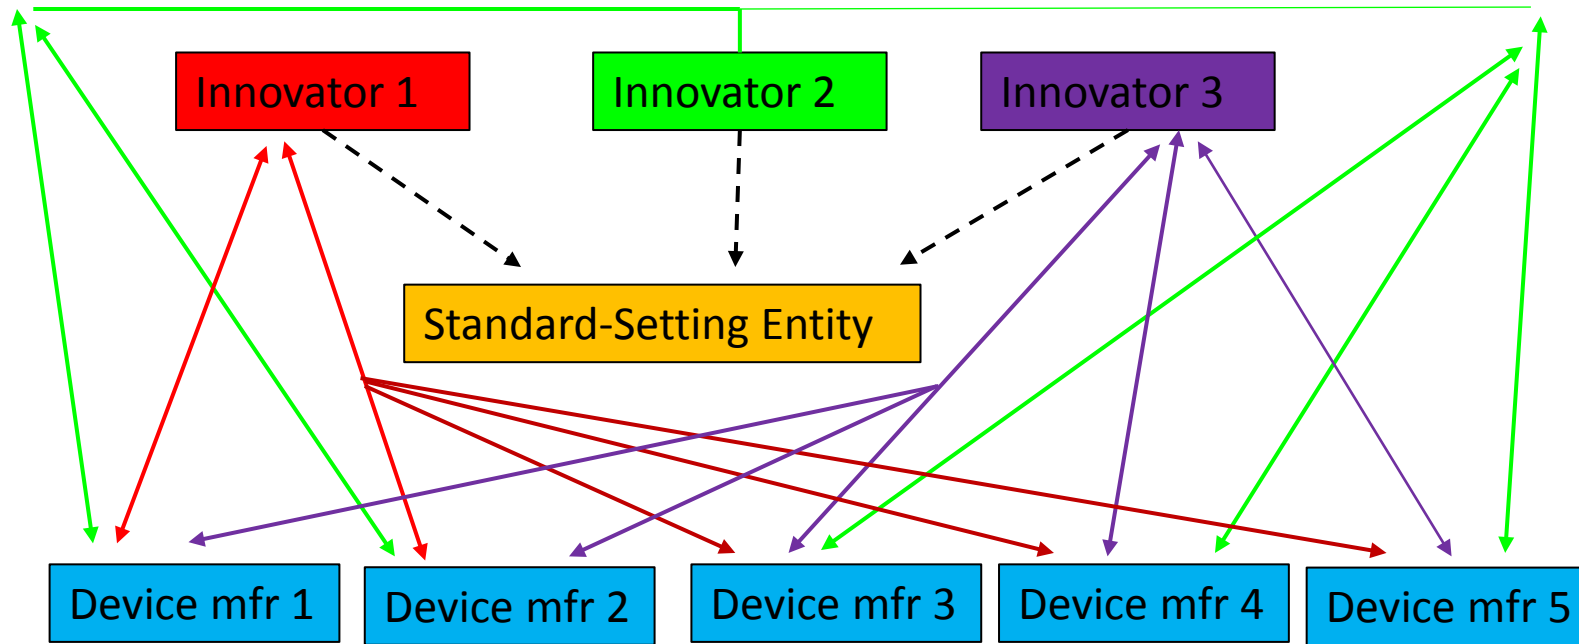 Innovator 1
Innovator 2
Innovator 3
Standard-Setting Entity
Device mfr 1
Device mfr 2
Device mfr 3
Device mfr 4
Device mfr 5